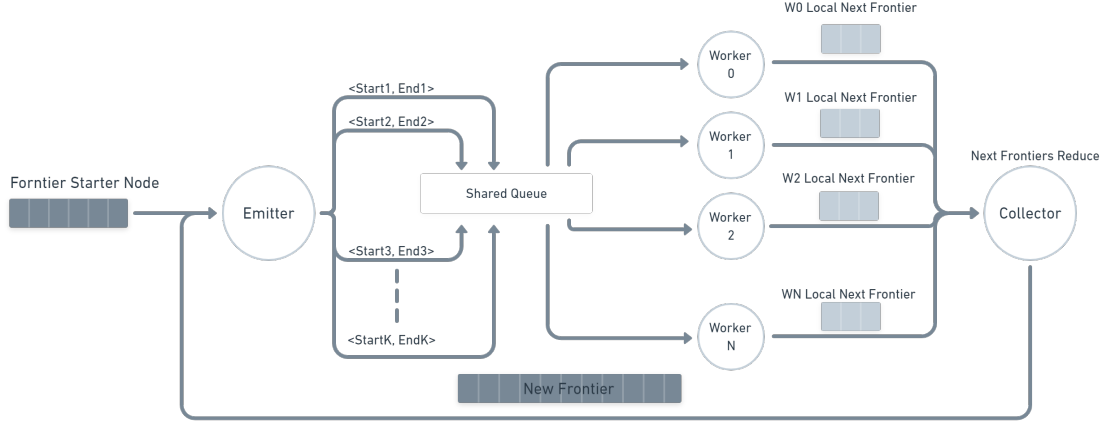 W0 Local Next Frontier
Worker
0
<Start1, End1>
W1 Local Next Frontier
<Start2, End2>
Worker
1
Next Frontiers Reduce
Forntier Starter Node
W2 Local Next Frontier
Shared Queue
Emitter
Worker
2
Collector
<Start3, End3>
W​N Local Next Frontier
<StartK, EndK>
Worker
N
New Frontier